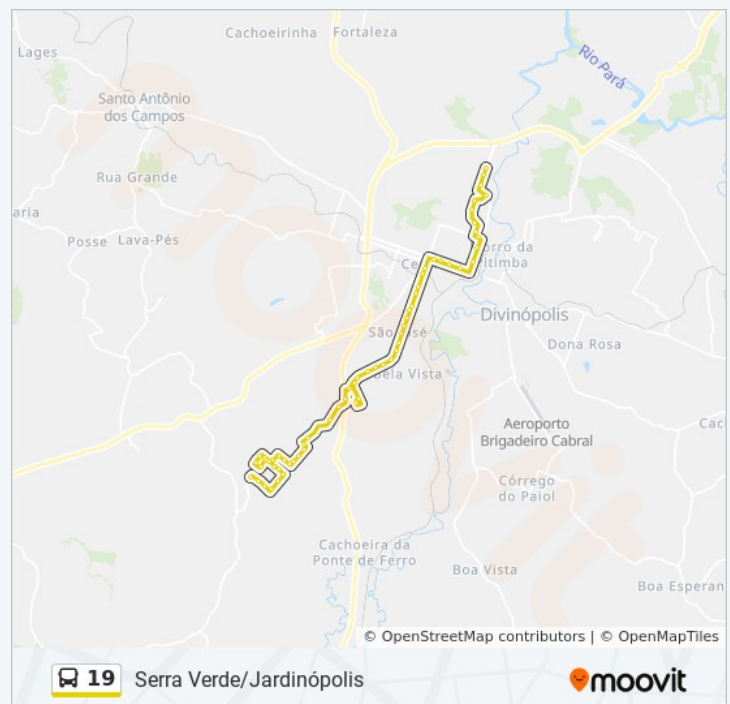 Cachoeirinha
Fortaleza
Lages
Rio Pará
Santo Antônio
dos Campos
Rua Grande
aria
Posse
Lava-Pés
orro da
itimba
Ce
Divinópolis
São José
Dona Rosa
Bela Vista
Aeroporto
Brigadeiro Cabral
Cac
Córrego
do Paiol
Cachoeira da
Ponte de Ferro
Boa Vista
Boa Esperan
© OpenStreetMap contributors | © OpenMapTiles
19 Serra Verde/Jardinópolis
moovit